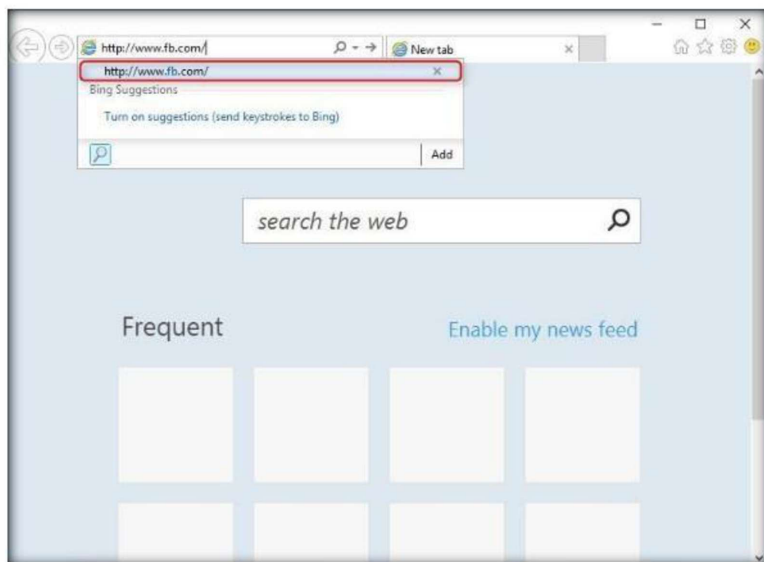 http://www.fb.com/
New tab
http://www.fb.com/
Bing Suggestions
Turn on suggestions (send keystrokes to Bing)
Add
search the web
Frequent
Enable my news feed